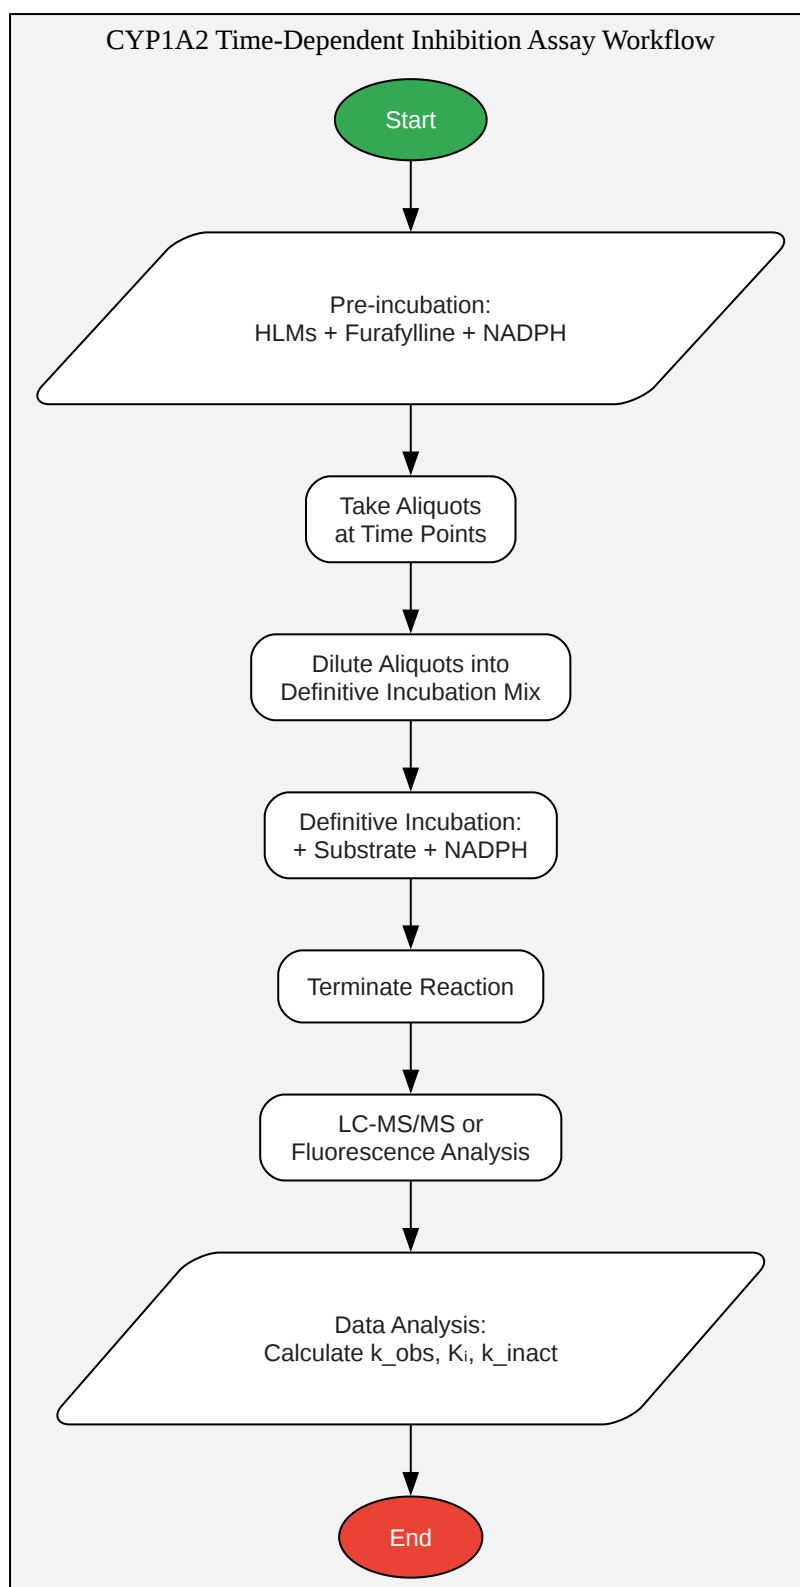 CYP1A2 Time-Dependent Inhibition Assay Workflow
Start
Pre-incubation:
HLMs + Furafylline + NADPH
Take Aliquots
at Time Points
Dilute Aliquots into
Definitive Incubation Mix
Definitive Incubation:
+ Substrate + NADPH
Terminate Reaction
LC-MS/MS or
Fluorescence Analysis
Data Analysis:
Calculate k_obs, Kᵢ, k_inact
End